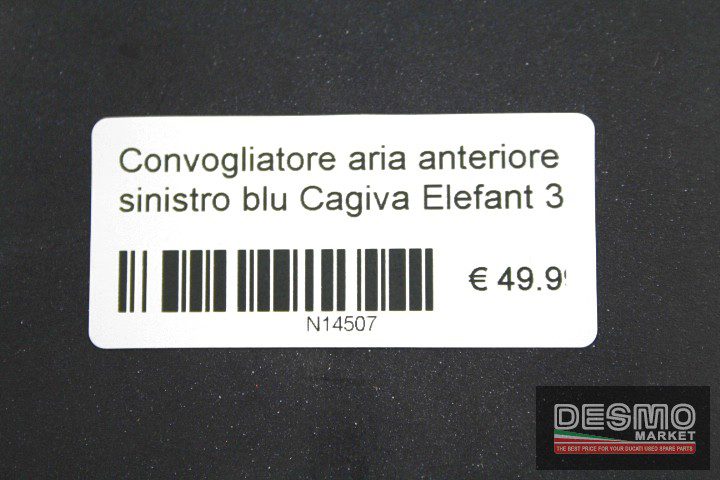 Convogliatore aria anteriore
sinistro blu Cagiva Elefant 3
€ 49.9
N14507
DESMO
MARKET
THE BEST PRICE FOR YOUR DUCATI USED SPARE PARTS